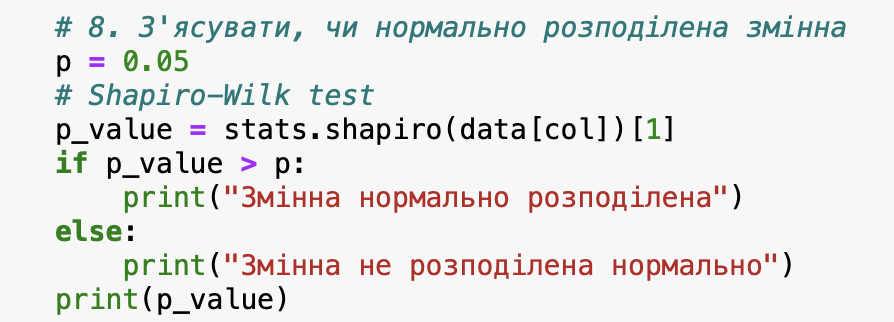 # 8. З'ясувати, чи нормально розподілена змінна
p = 0.05
# Shapiro-Wilk test
p_value = stats.shapiro(data[col])[1]
if p_value > p:
    print("Змінна нормально розподілена")
else:
    print("Змінна не розподілена нормально")
print(p_value)